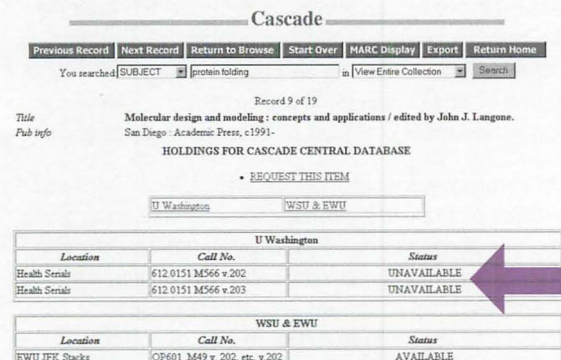 Cascade
Previous Record Next Record Return to Browse Start Over MARC Display Export Return Home
You searched SUBJECT protein folding in View Entire Collection Search
Record 9 of 19
Title Molecular design and modeling : concepts and applications / edited by John J. Langone.
Pub info San Diego : Academic Press, c1991-
HOLDINGS FOR CASCADE CENTRAL DATABASE
• REQUEST THIS ITEM
U Washington WSU & EWU
U Washington
Location Call No. Status
Health Serials 612.0151 M566 v.202 UNAVAILABLE
Health Serials 612.0151 M566 v.203 UNAVAILABLE
WSU & EWU
Location Call No. Status
EWU JFK Stacks QP601 .M49 v. 202, etc. v.202 AVAILABLE